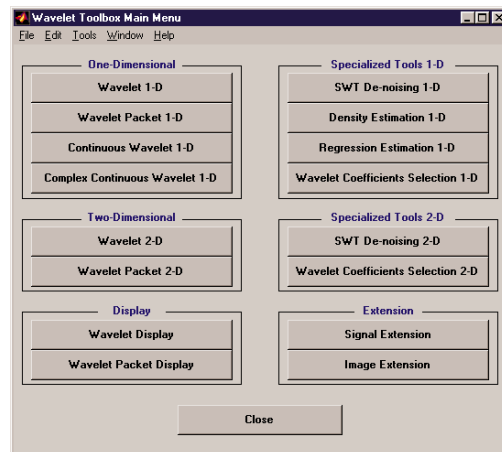 Wavelet Toolbox Main Menu
File Edit Tools Window Help
One-Dimensional
Wavelet 1-D
Wavelet Packet 1-D
Continuous Wavelet 1-D
Complex Continuous Wavelet 1-D
Specialized Tools 1-D
SWT De-noising 1-D
Density Estimation 1-D
Regression Estimation 1-D
Wavelet Coefficients Selection 1-D
Two-Dimensional
Wavelet 2-D
Wavelet Packet 2-D
Specialized Tools 2-D
SWT De-noising 2-D
Wavelet Coefficients Selection 2-D
Display
Wavelet Display
Wavelet Packet Display
Extension
Signal Extension
Image Extension
Close